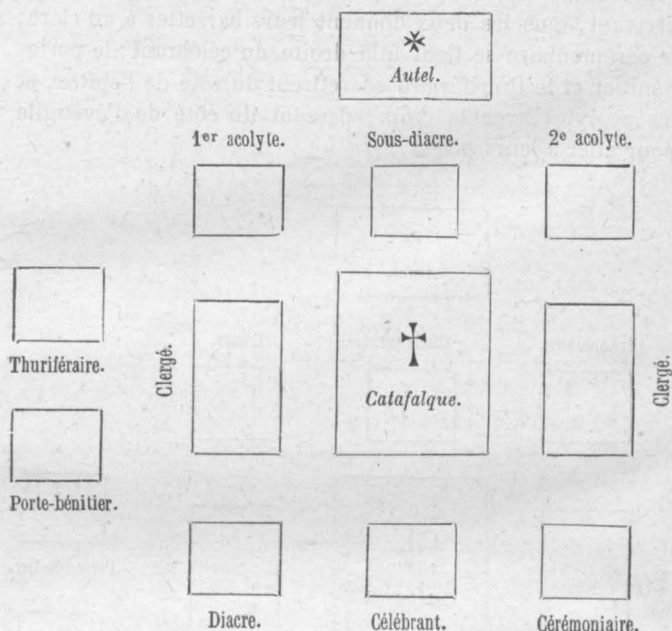 Autel.
1er acolyte. Sous-diacre. 2e acolyte.
Thuriféraire.
Clergé.
Catafalque.
Clergé.
Porte-bénitier.
Diacre. Célébrant. Cérémoniaire.